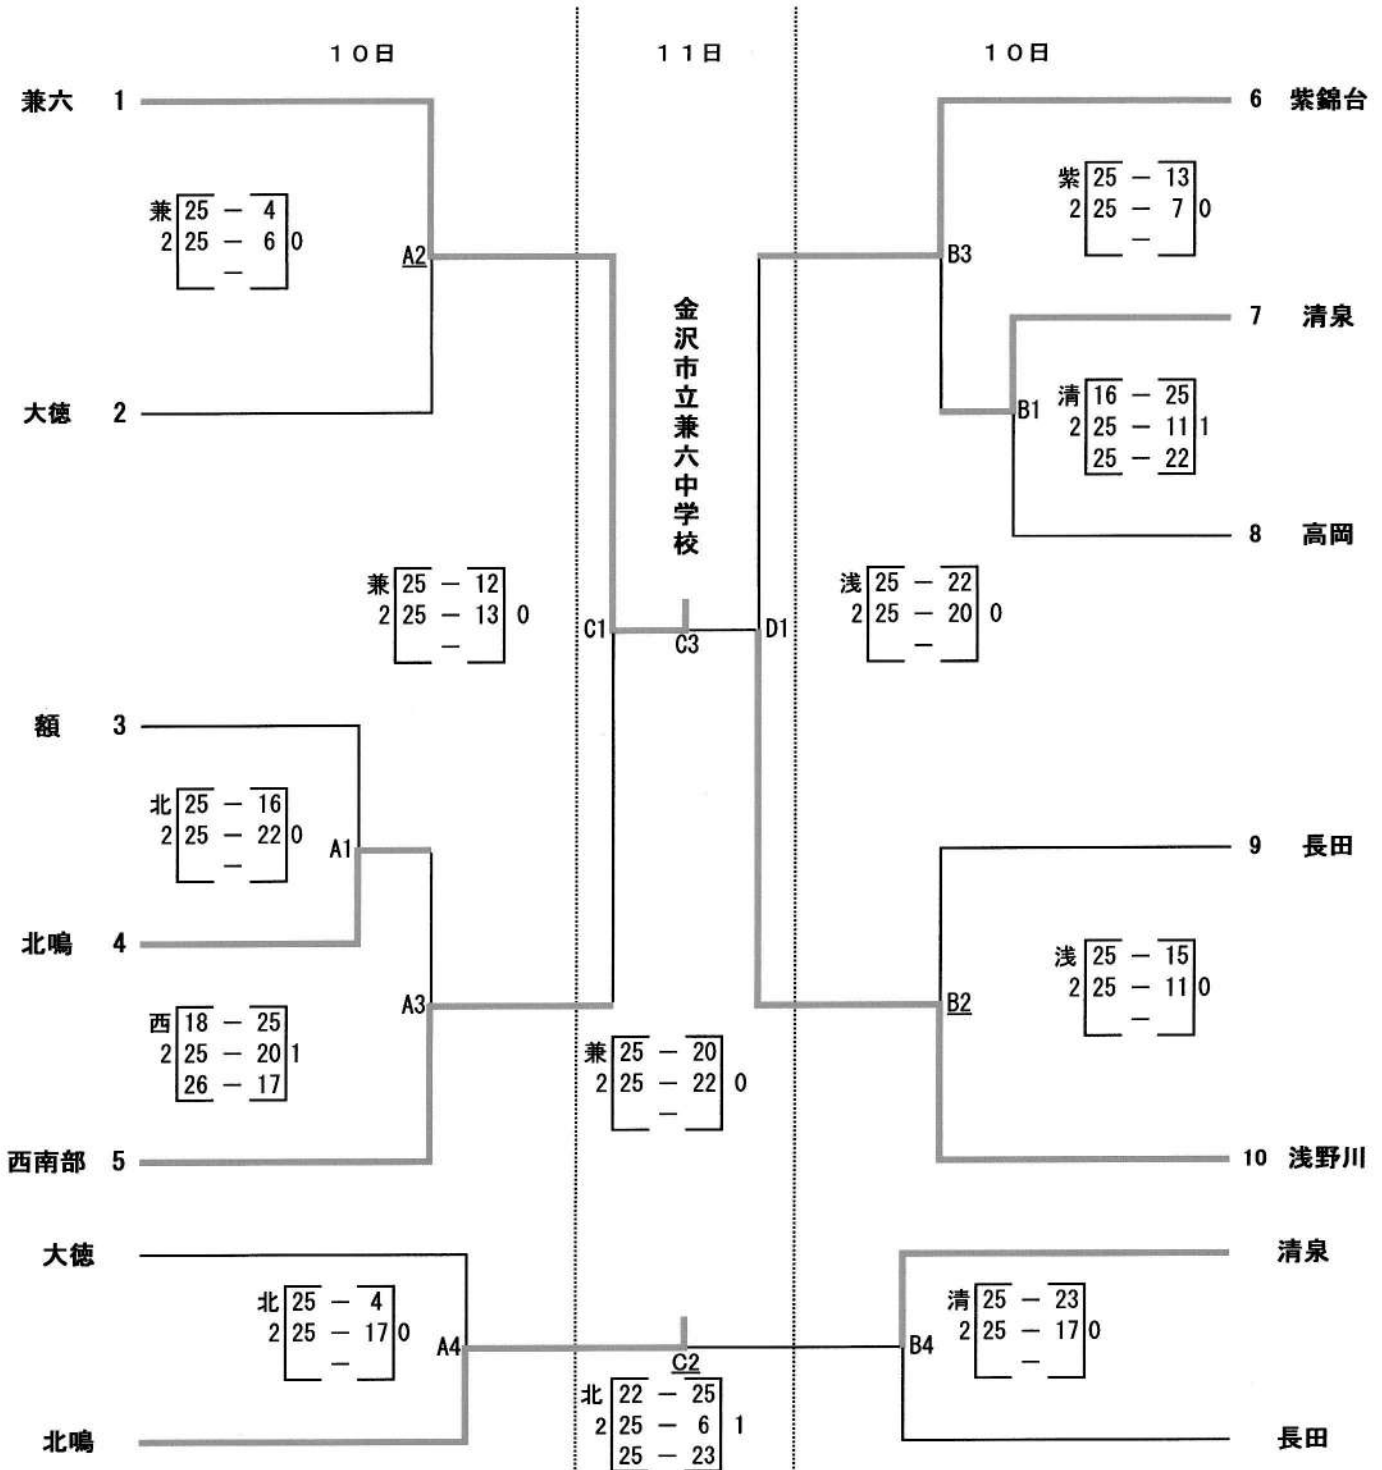 10日
11日
10日
兼六 1
6 紫錦台
兼 25 － 4
2 25 － 6 0
－
紫 25 － 13
2 25 － 7 0
－
A2
B3
金沢市立兼六中学校
7 清泉
大徳 2
B1
清 16 － 25
2 25 － 11 1
25 － 22
8 高岡
兼 25 － 12
2 25 － 13 0
－
浅 25 － 22
2 25 － 20 0
－
C1
C3
D1
額 3
北 25 － 16
2 25 － 22 0
－
A1
9 長田
北鳴 4
浅 25 － 15
2 25 － 11 0
－
A3
B2
西 18 － 25
2 25 － 20 1
26 － 17
兼 25 － 20
2 25 － 22 0
－
西南部 5
10 浅野川
大徳
清泉
北 25 － 4
2 25 － 17 0
－
清 25 － 23
2 25 － 17 0
－
A4
C2
B4
北 22 － 25
2 25 － 6 1
25 － 23
北鳴
長田